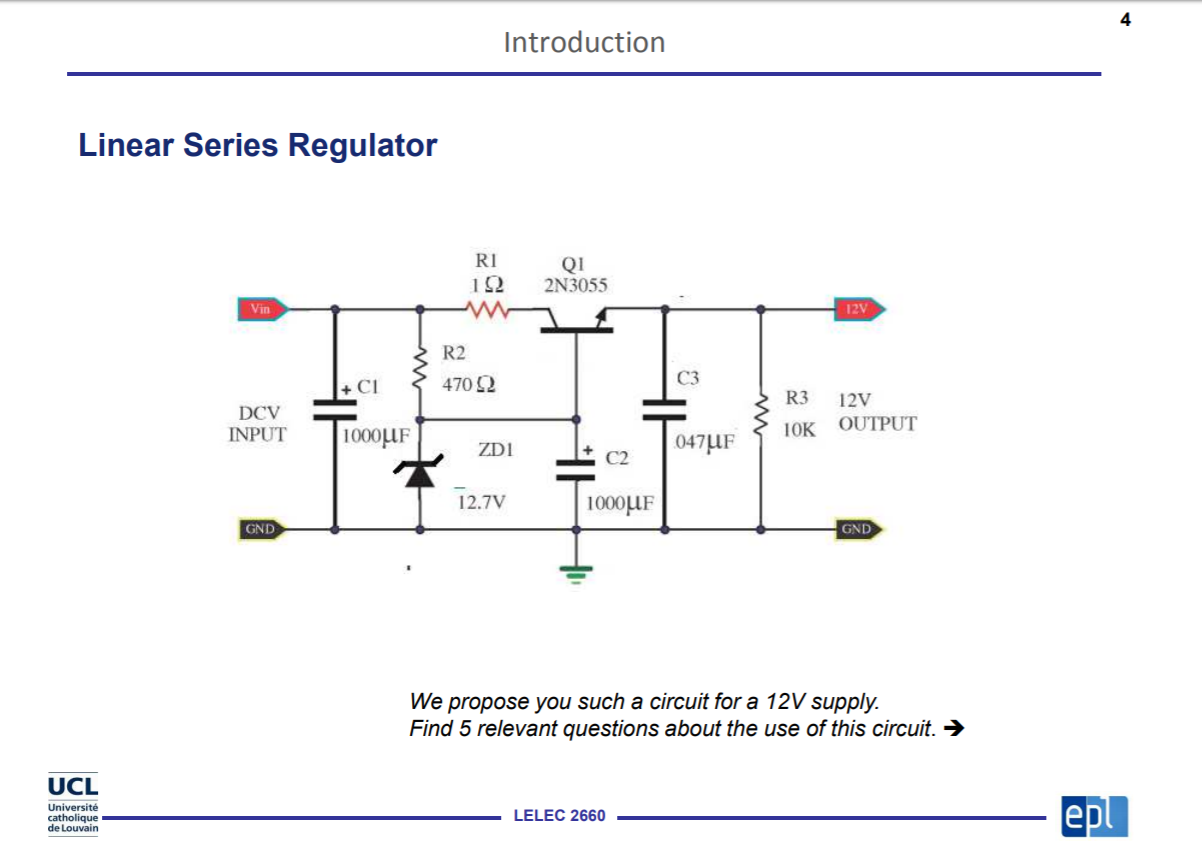 4
Introduction
Linear Series Regulator
R1
1Ω
Q1
2N3055
Vin
12V
R2
470Ω
+ C1
C3
R3
12V
DCV
INPUT
1000µF
ZD1
+
C2
047µF
10K
OUTPUT
12.7V
1000µF
GND
GND
We propose you such a circuit for a 12V supply.
Find 5 relevant questions about the use of this circuit. ➔
UCL
Université
catholique
de Louvain
LELEC 2660
epl